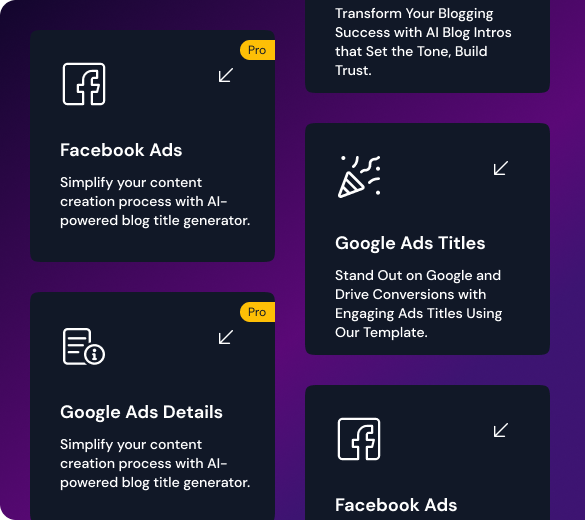 Pro
Facebook Ads
Simplify your content
creation process with AI-
powered blog title generator.
Pro
Google Ads Details
Simplify your content
creation process with AI-
powered blog title generator.
Transform Your Blogging
Success with AI Blog Intros
that Set the Tone, Build
Trust.
Google Ads Titles
Stand Out on Google and
Drive Conversions with
Engaging Ads Titles Using
Our Template.
Facebook Ads